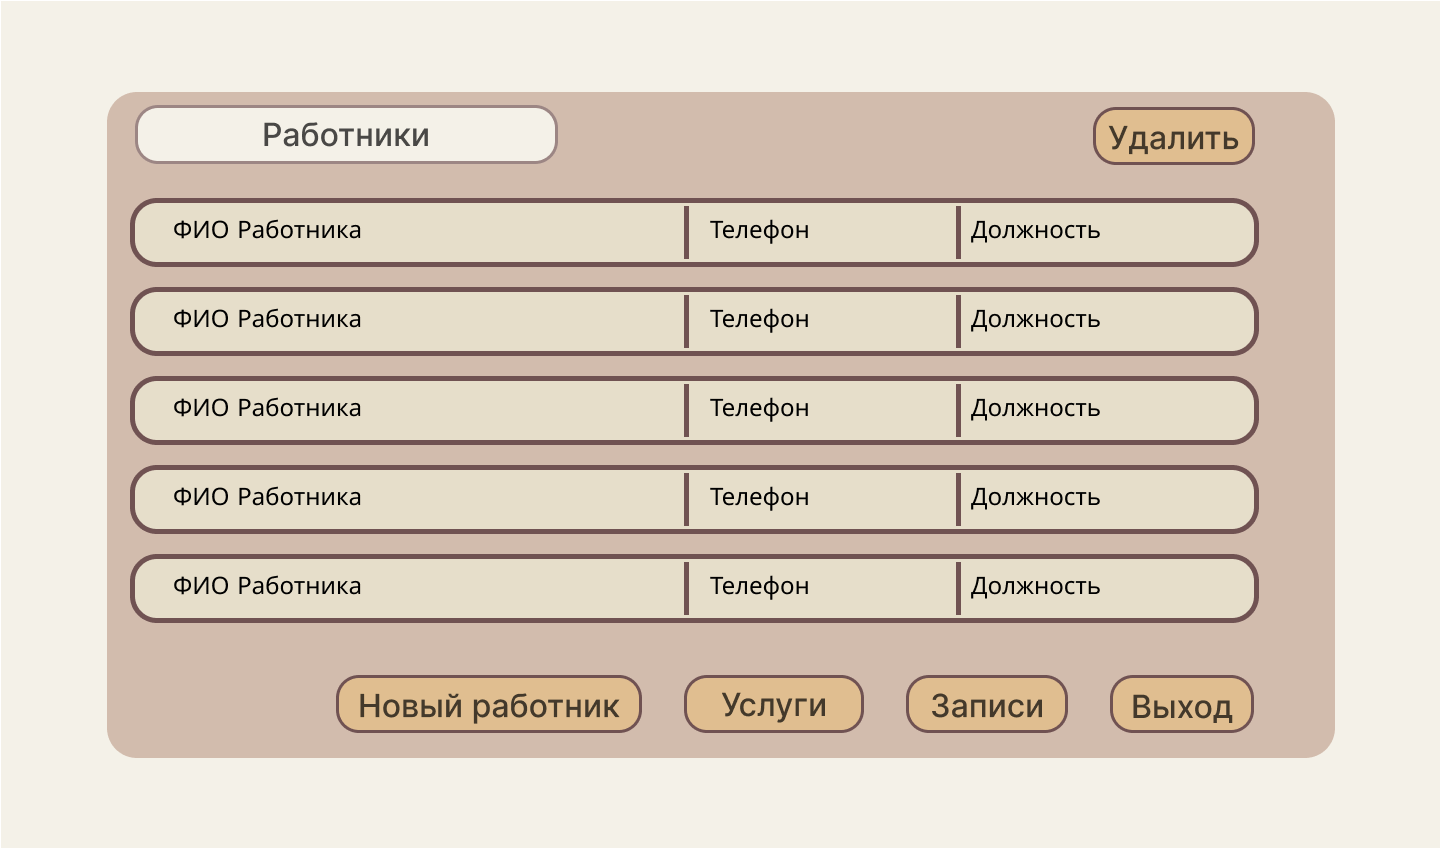 Работники
Удалить
ФИО Работника Телефон Должность
ФИО Работника Телефон Должность
ФИО Работника Телефон Должность
ФИО Работника Телефон Должность
ФИО Работника Телефон Должность
Новый работник Услуги Записи Выход